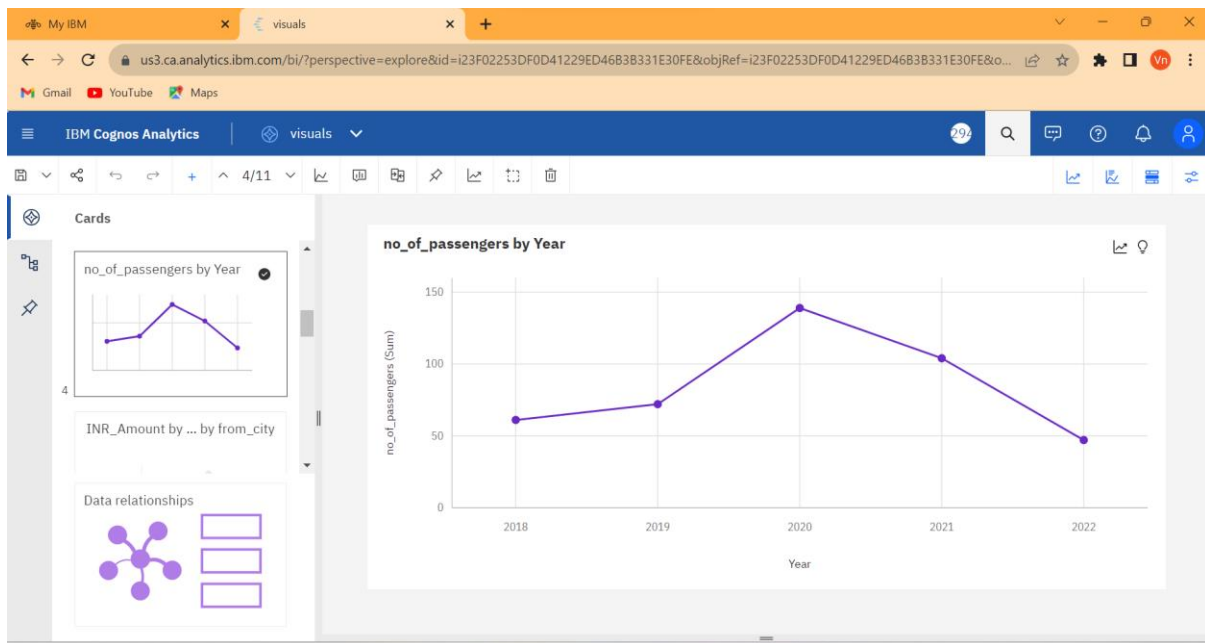 My IBM
visuals
us3.ca.analytics.ibm.com/bi/?perspective=explore&id=i23F02253DF0D41229ED46B3B331E30FE&objRef=i23F02253DF0D41229ED46B3B331E30FE&o...
Vn
Gmail YouTube Maps
IBM Cognos Analytics visuals
294
4/11
Cards
no_of_passengers by Year
4
INR_Amount by ... by from_city
Data relationships
no_of_passengers by Year
no_of_passengers (Sum)
150
100
50
0
2018 2019 2020 2021 2022
Year